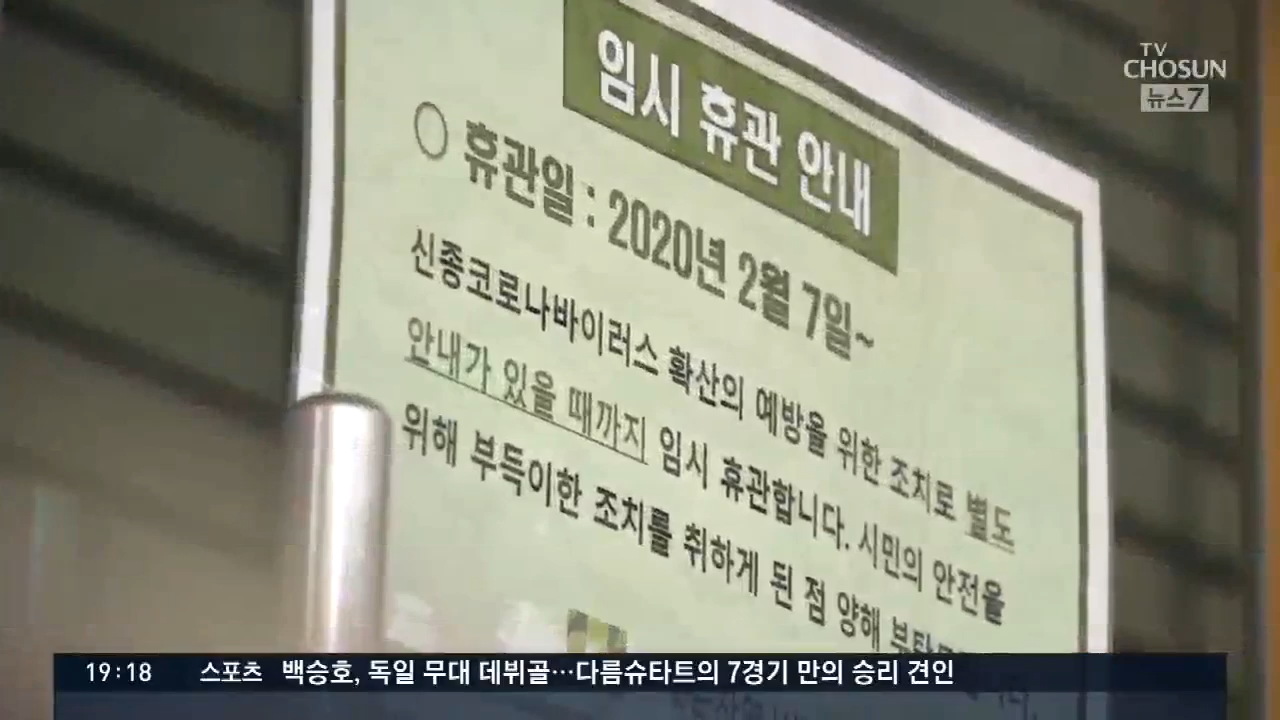 TV
CHOSUN
뉴스7
임시 휴관 안내
○ 휴관일 : 2020년 2월 7일~
신종코로나바이러스 확산의 예방을 위한 조치로 별도
안내가 있을 때까지 임시 휴관합니다. 시민의 안전을
위해 부득이한 조치를 취하게 된 점 양해
19:18 스포츠 백승호, 독일 무대 데뷔골…다름슈타트의 7경기 만의 승리 견인